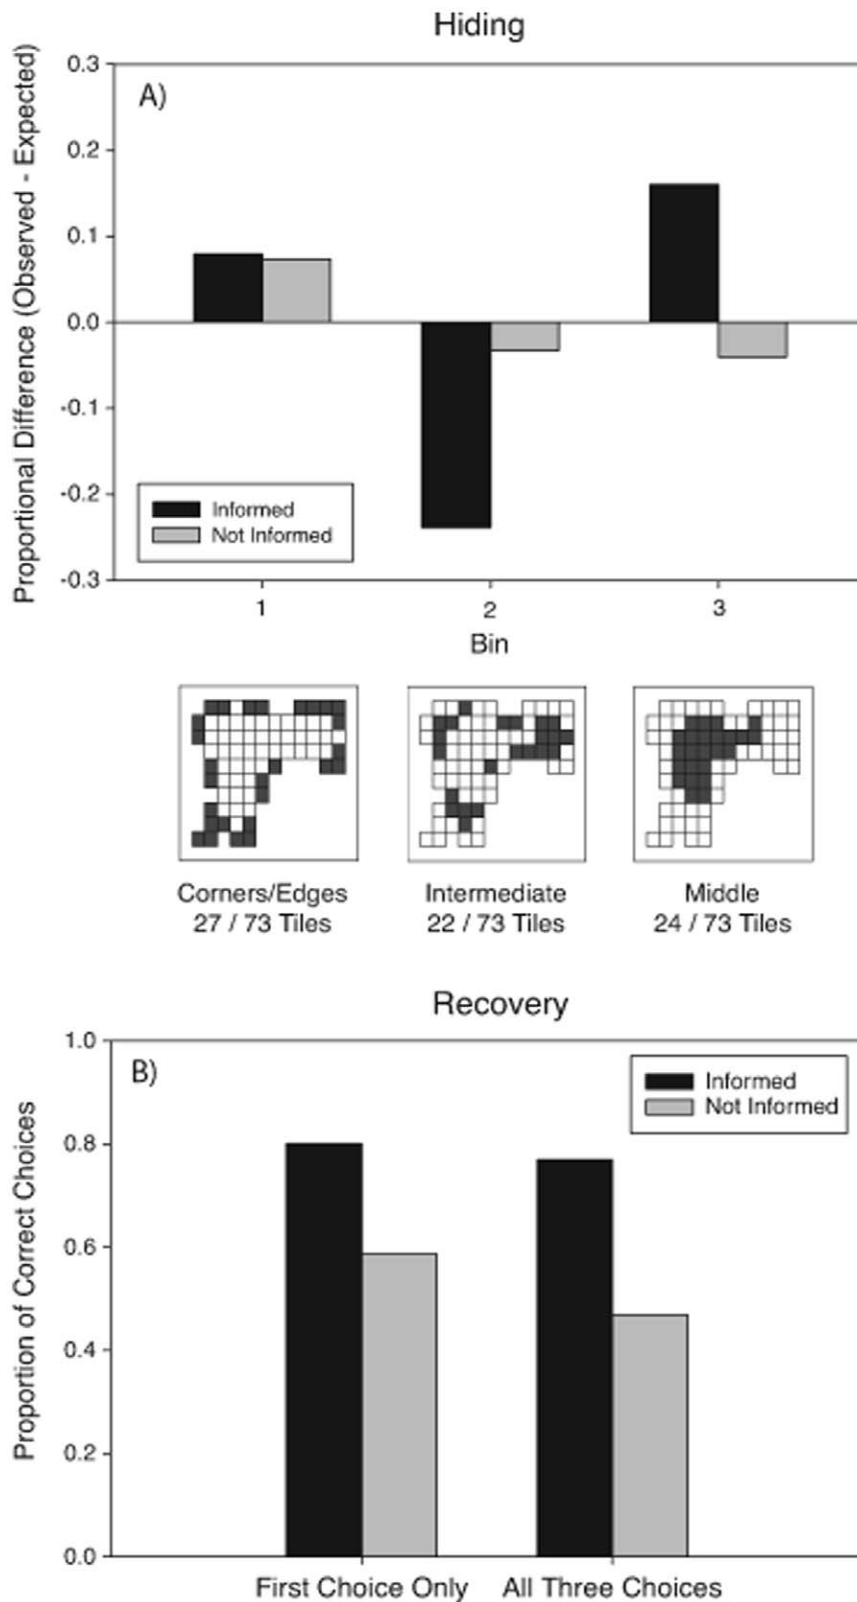 Hiding
Proportional Difference (Observed - Expected)
A)
0.3
0.2
0.1
0.0
-0.1
-0.2
-0.3
Informed
Not Informed
1 2 3
Bin
Corners/Edges Intermediate Middle
27 / 73 Tiles 22 / 73 Tiles 24 / 73 Tiles
Recovery
Proportion of Correct Choices
B)
1.0
0.8
0.6
0.4
0.2
0.0
Informed
Not Informed
First Choice Only All Three Choices